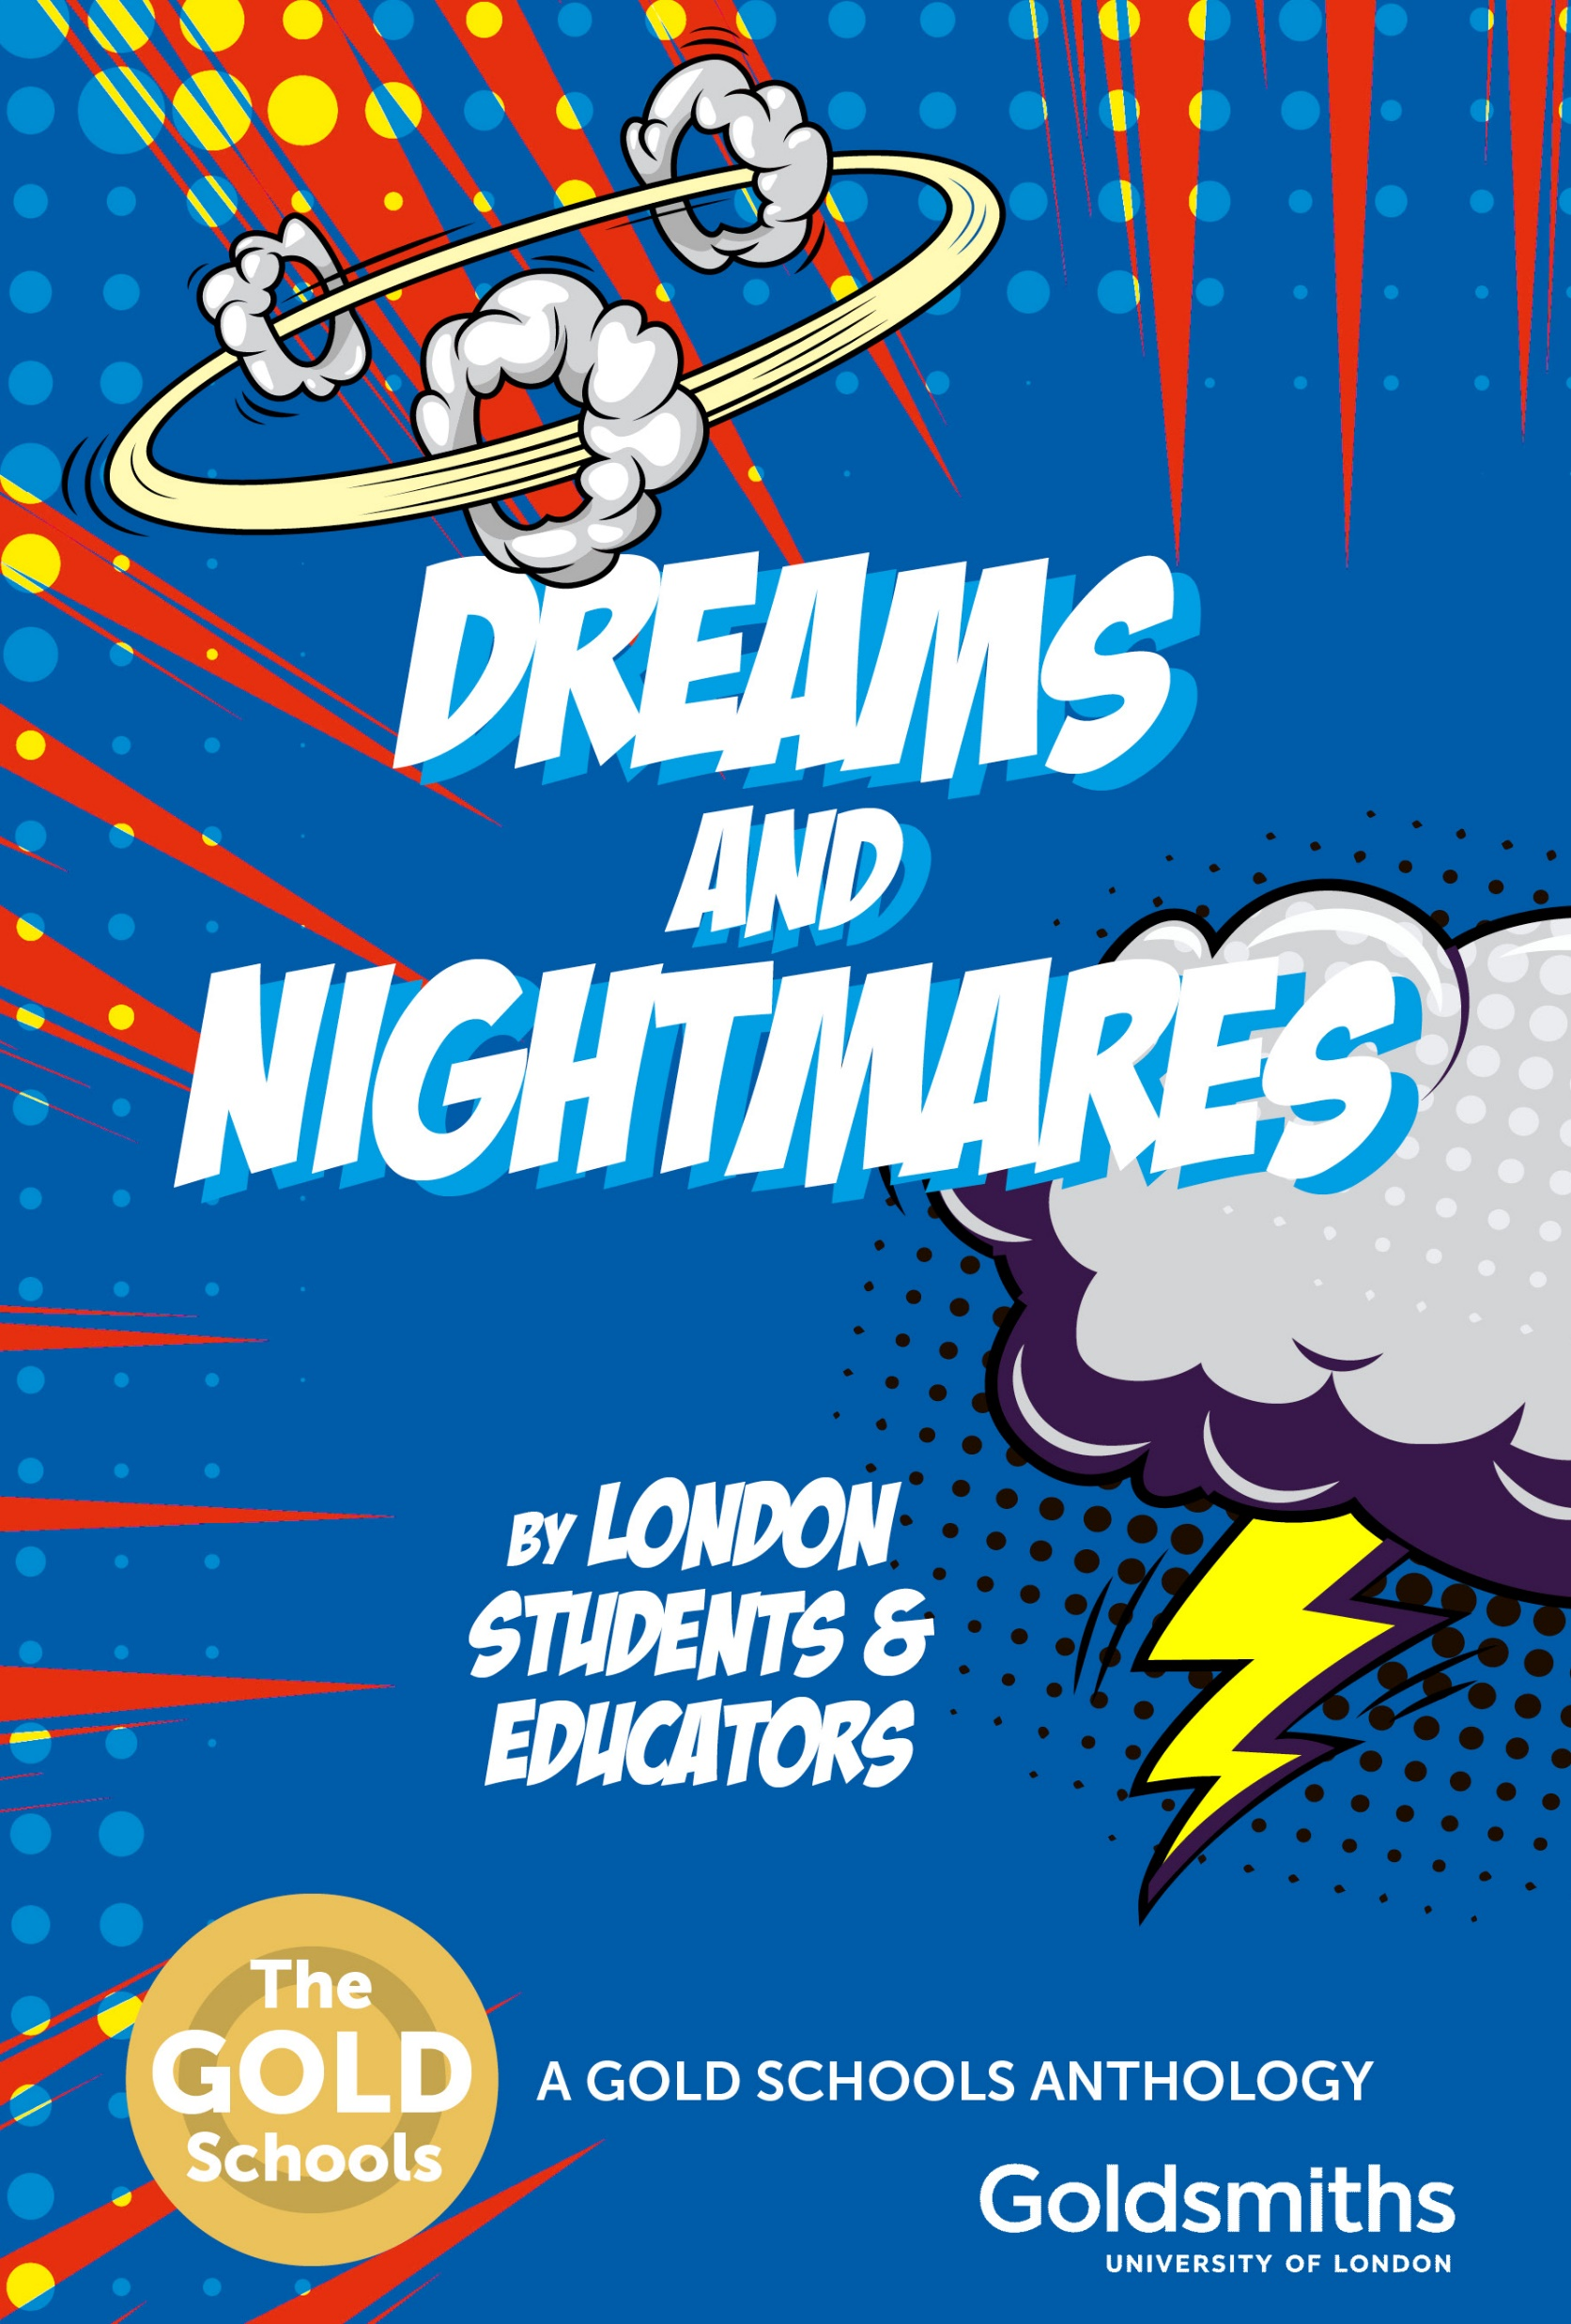 DREAMS
AND
NIGHTMARES
BY LONDON
STUDENTS &
EDUCATORS
The
GOLD
Schools
A GOLD SCHOOLS ANTHOLOGY
Goldsmiths
UNIVERSITY OF LONDON